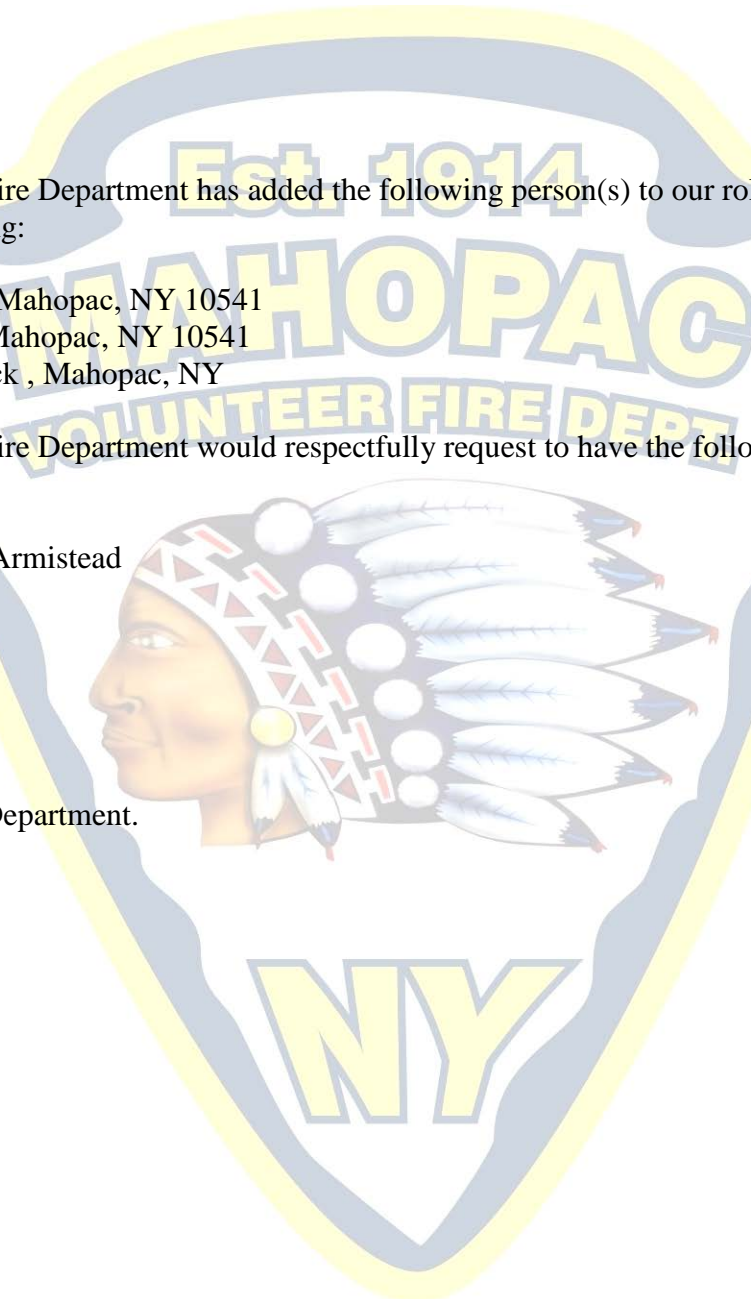 Est. 1914
ire Department has added the following person(s) to our rol
g:
MAHOPAC
Mahopac, NY 10541
Mahopac, NY 10541
ck , Mahopac, NY
VOLUNTEER FIRE DEPT.
ire Department would respectfully request to have the follo
Armistead
Department.
NY